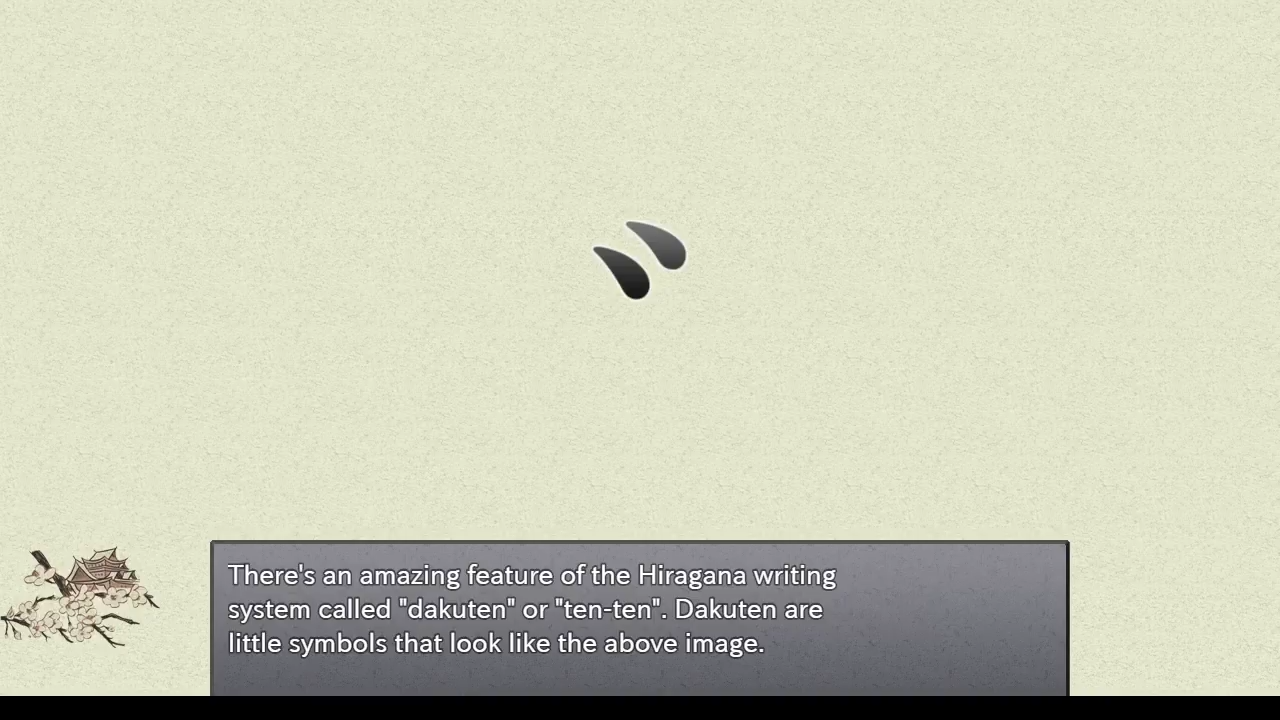 There's an amazing feature of the Hiragana writing
system called "dakuten" or "ten-ten". Dakuten are
little symbols that look like the above image.